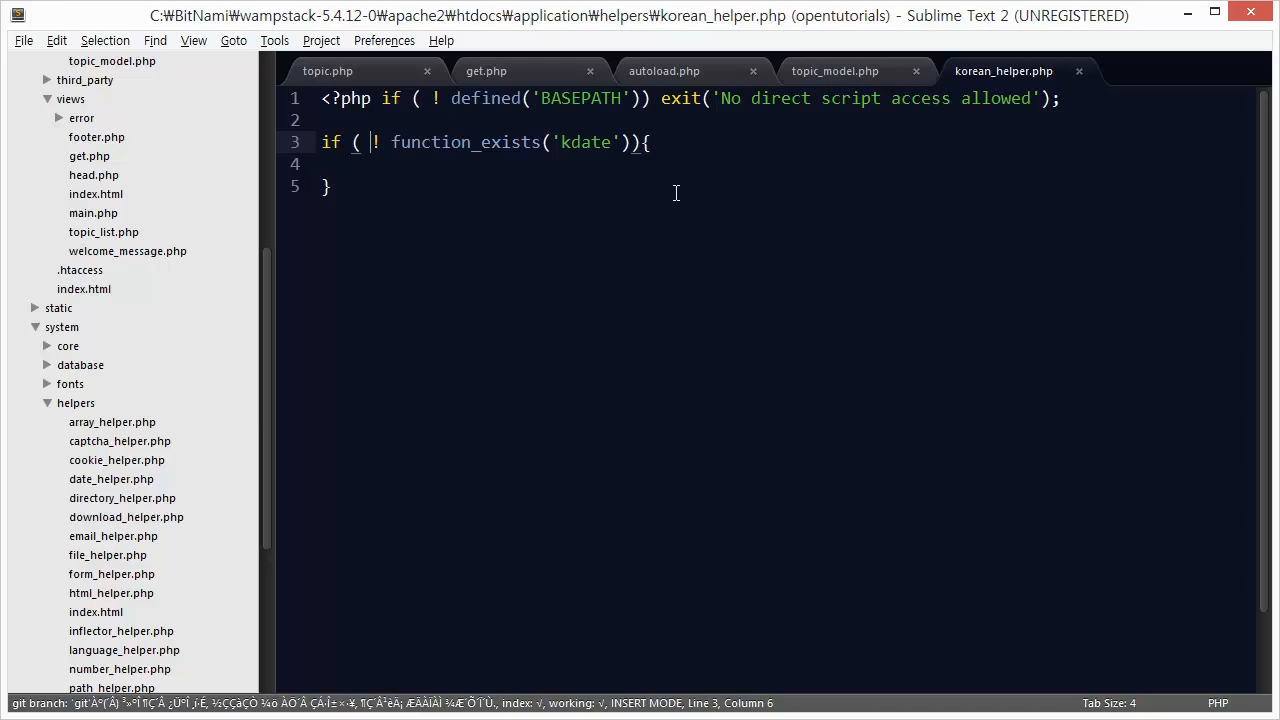 C:₩BitNami₩wampstack-5.4.12-0₩apache2₩htdocs₩application₩helpers₩korean_helper.php (opentutorials) - Sublime Text 2 (UNREGISTERED)
File Edit Selection Find View Goto Tools Project Preferences Help
topic.php × get.php × autoload.php × topic_model.php × korean_helper.php ×
topic_model.php
third_party
views
error
footer.php
get.php
head.php
index.html
main.php
topic_list.php
welcome_message.php
.htaccess
index.html
static
system
core
database
fonts
helpers
array_helper.php
captcha_helper.php
cookie_helper.php
date_helper.php
directory_helper.php
download_helper.php
email_helper.php
file_helper.php
form_helper.php
html_helper.php
index.html
inflector_helper.php
language_helper.php
number_helper.php
path_helper.php
1 <?php if ( ! defined('BASEPATH')) exit('No direct script access allowed');
2
3 if ( ! function_exists('kdate')){
4
5 }
git branch: index: √, working: √, INSERT MODE, Line 3, Column 6
Tab Size: 4
PHP